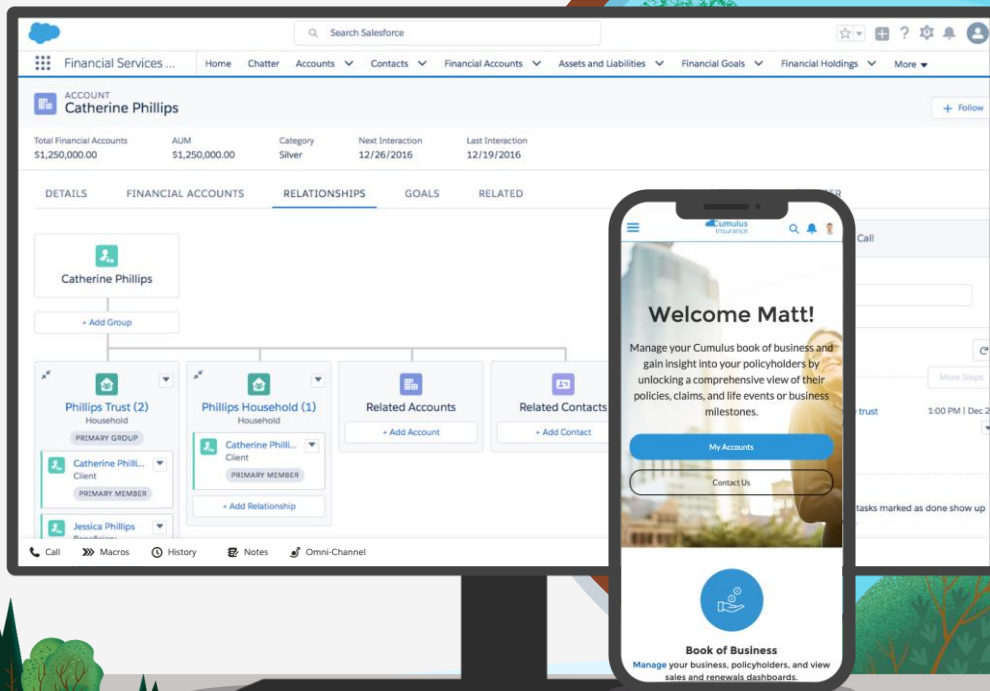 Search Salesforce
Financial Services ...
Home
Chatter
Accounts
Contacts
Financial Accounts
Assets and Liabilities
Financial Goals
Financial Holdings
More
ACCOUNT
Catherine Phillips
+ Follow
Total Financial Accounts
$1,250,000.00
AUM
$1,250,000.00
Category
Silver
Next Interaction
12/26/2016
Last Interaction
12/19/2016
DETAILS
FINANCIAL ACCOUNTS
RELATIONSHIPS
GOALS
RELATED
Catherine Phillips
+ Add Group
Phillips Trust (2)
Household
PRIMARY GROUP
Catherine Philli...
Client
PRIMARY MEMBER
Jessica Phillips
Phillips Household (1)
Household
Catherine Philli...
Client
PRIMARY MEMBER
+ Add Relationship
Related Accounts
+ Add Account
Related Contacts
+ Add Contact
Call
More Steps
trust
1:00 PM | Dec 2
tasks marked as done show up
Call
Macros
History
Notes
Omni-Channel
Cumulus
Insurance
Welcome Matt!
Manage your Cumulus book of business and
gain insight into your policyholders by
unlocking a comprehensive view of their
policies, claims, and life events or business
milestones.
My Accounts
Contact Us
Book of Business
Manage your business, policyholders, and view
sales and renewals dashboards.